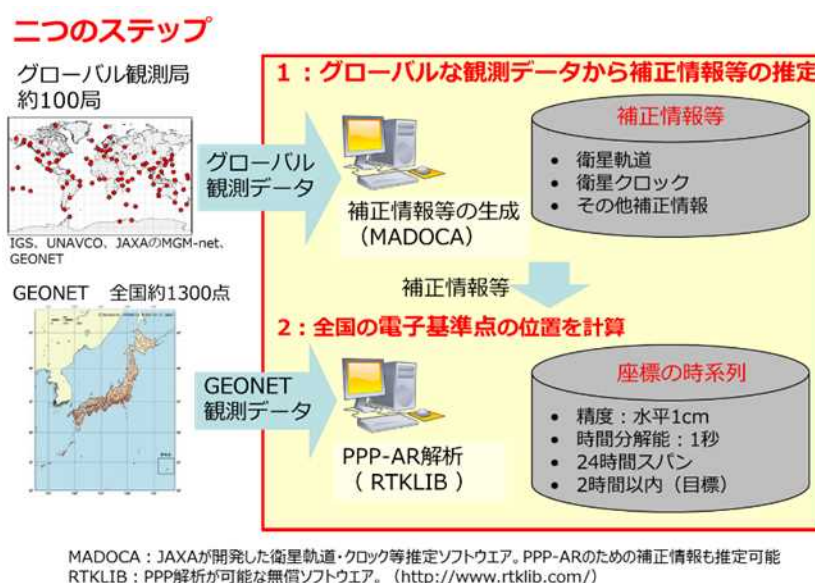 二つのステップ
グローバル観測局
約100局
IGS、UNAVCO、JAXAのMGM-net、
GEONET
グローバル
観測データ
1：グローバルな観測データから補正情報等の推定
補正情報等の生成
（MADOCA）
補正情報等
• 衛星軌道
• 衛星クロック
• その他補正情報
補正情報等
GEONET　全国約1300点
GEONET
観測データ
2：全国の電子基準点の位置を計算
PPP-AR解析
（ RTKLIB ）
座標の時系列
• 精度：水平1cm
• 時間分解能：1秒
• 24時間スパン
• 2時間以内（目標）
MADOCA：JAXAが開発した衛星軌道・クロック等推定ソフトウエア。PPP-ARのための補正情報も推定可能
RTKLIB：PPP解析が可能な無償ソフトウエア。（http://www.rtklib.com/）